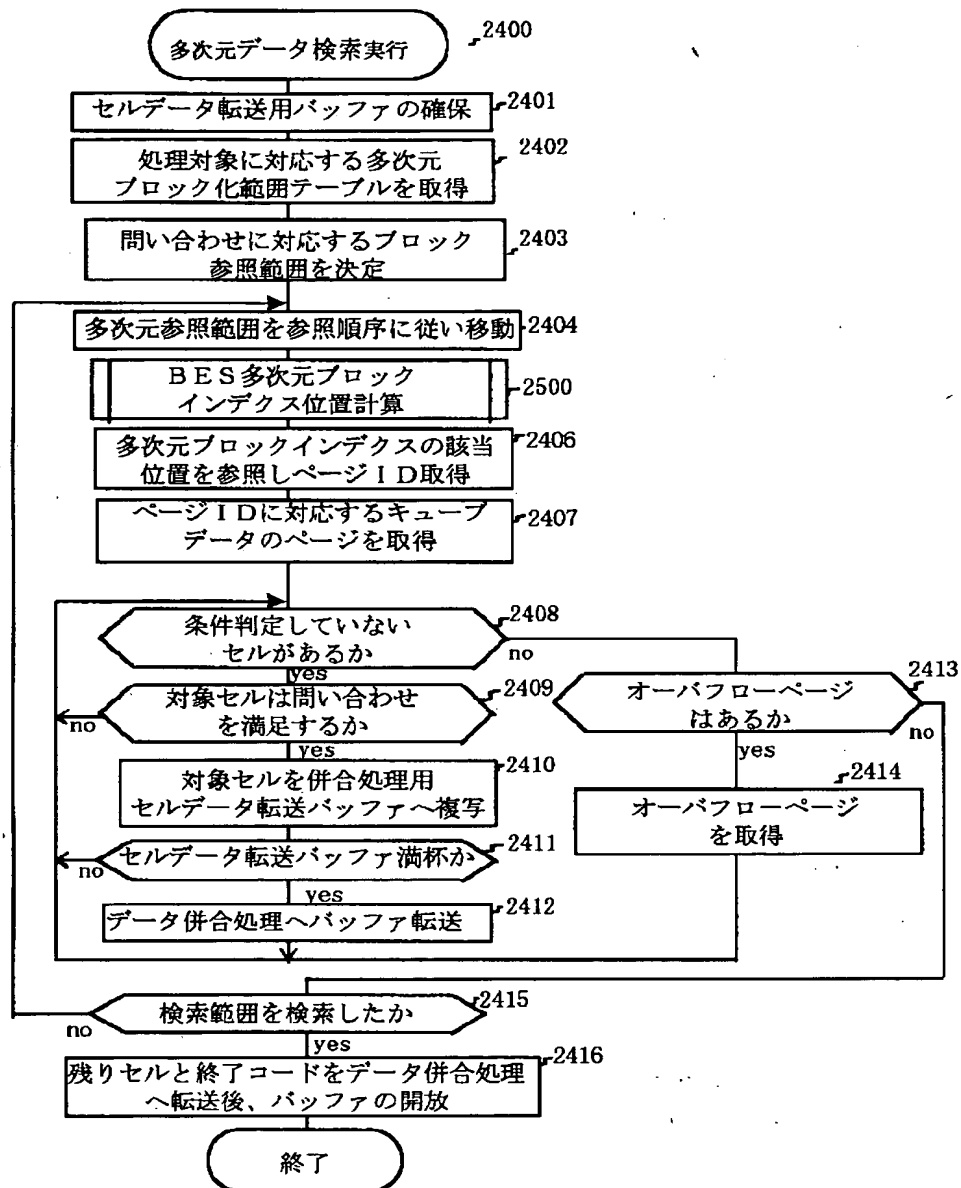 多次元データ検索実行
2400
セルデータ転送用バッファの確保
2401
処理対象に対応する多次元
ブロック化範囲テーブルを取得
2402
問い合わせに対応するブロック
参照範囲を決定
2403
多次元参照範囲を参照順序に従い移動
2404
BES多次元ブロック
インデクス位置計算
2500
多次元ブロックインデクスの該当
位置を参照しページID取得
2406
ページIDに対応するキューブ
データのページを取得
2407
条件判定していない
セルがあるか
2408
no
yes
対象セルは問い合わせ
を満足するか
2409
no
yes
オーバフローページ
はあるか
2413
no
yes
対象セルを併合処理用
セルデータ転送バッファへ複写
2410
オーバフローページ
を取得
2414
セルデータ転送バッファ満杯か
2411
no
yes
データ併合処理へバッファ転送
2412
検索範囲を検索したか
2415
no
yes
残りセルと終了コードをデータ併合処理
へ転送後、バッファの開放
2416
終了